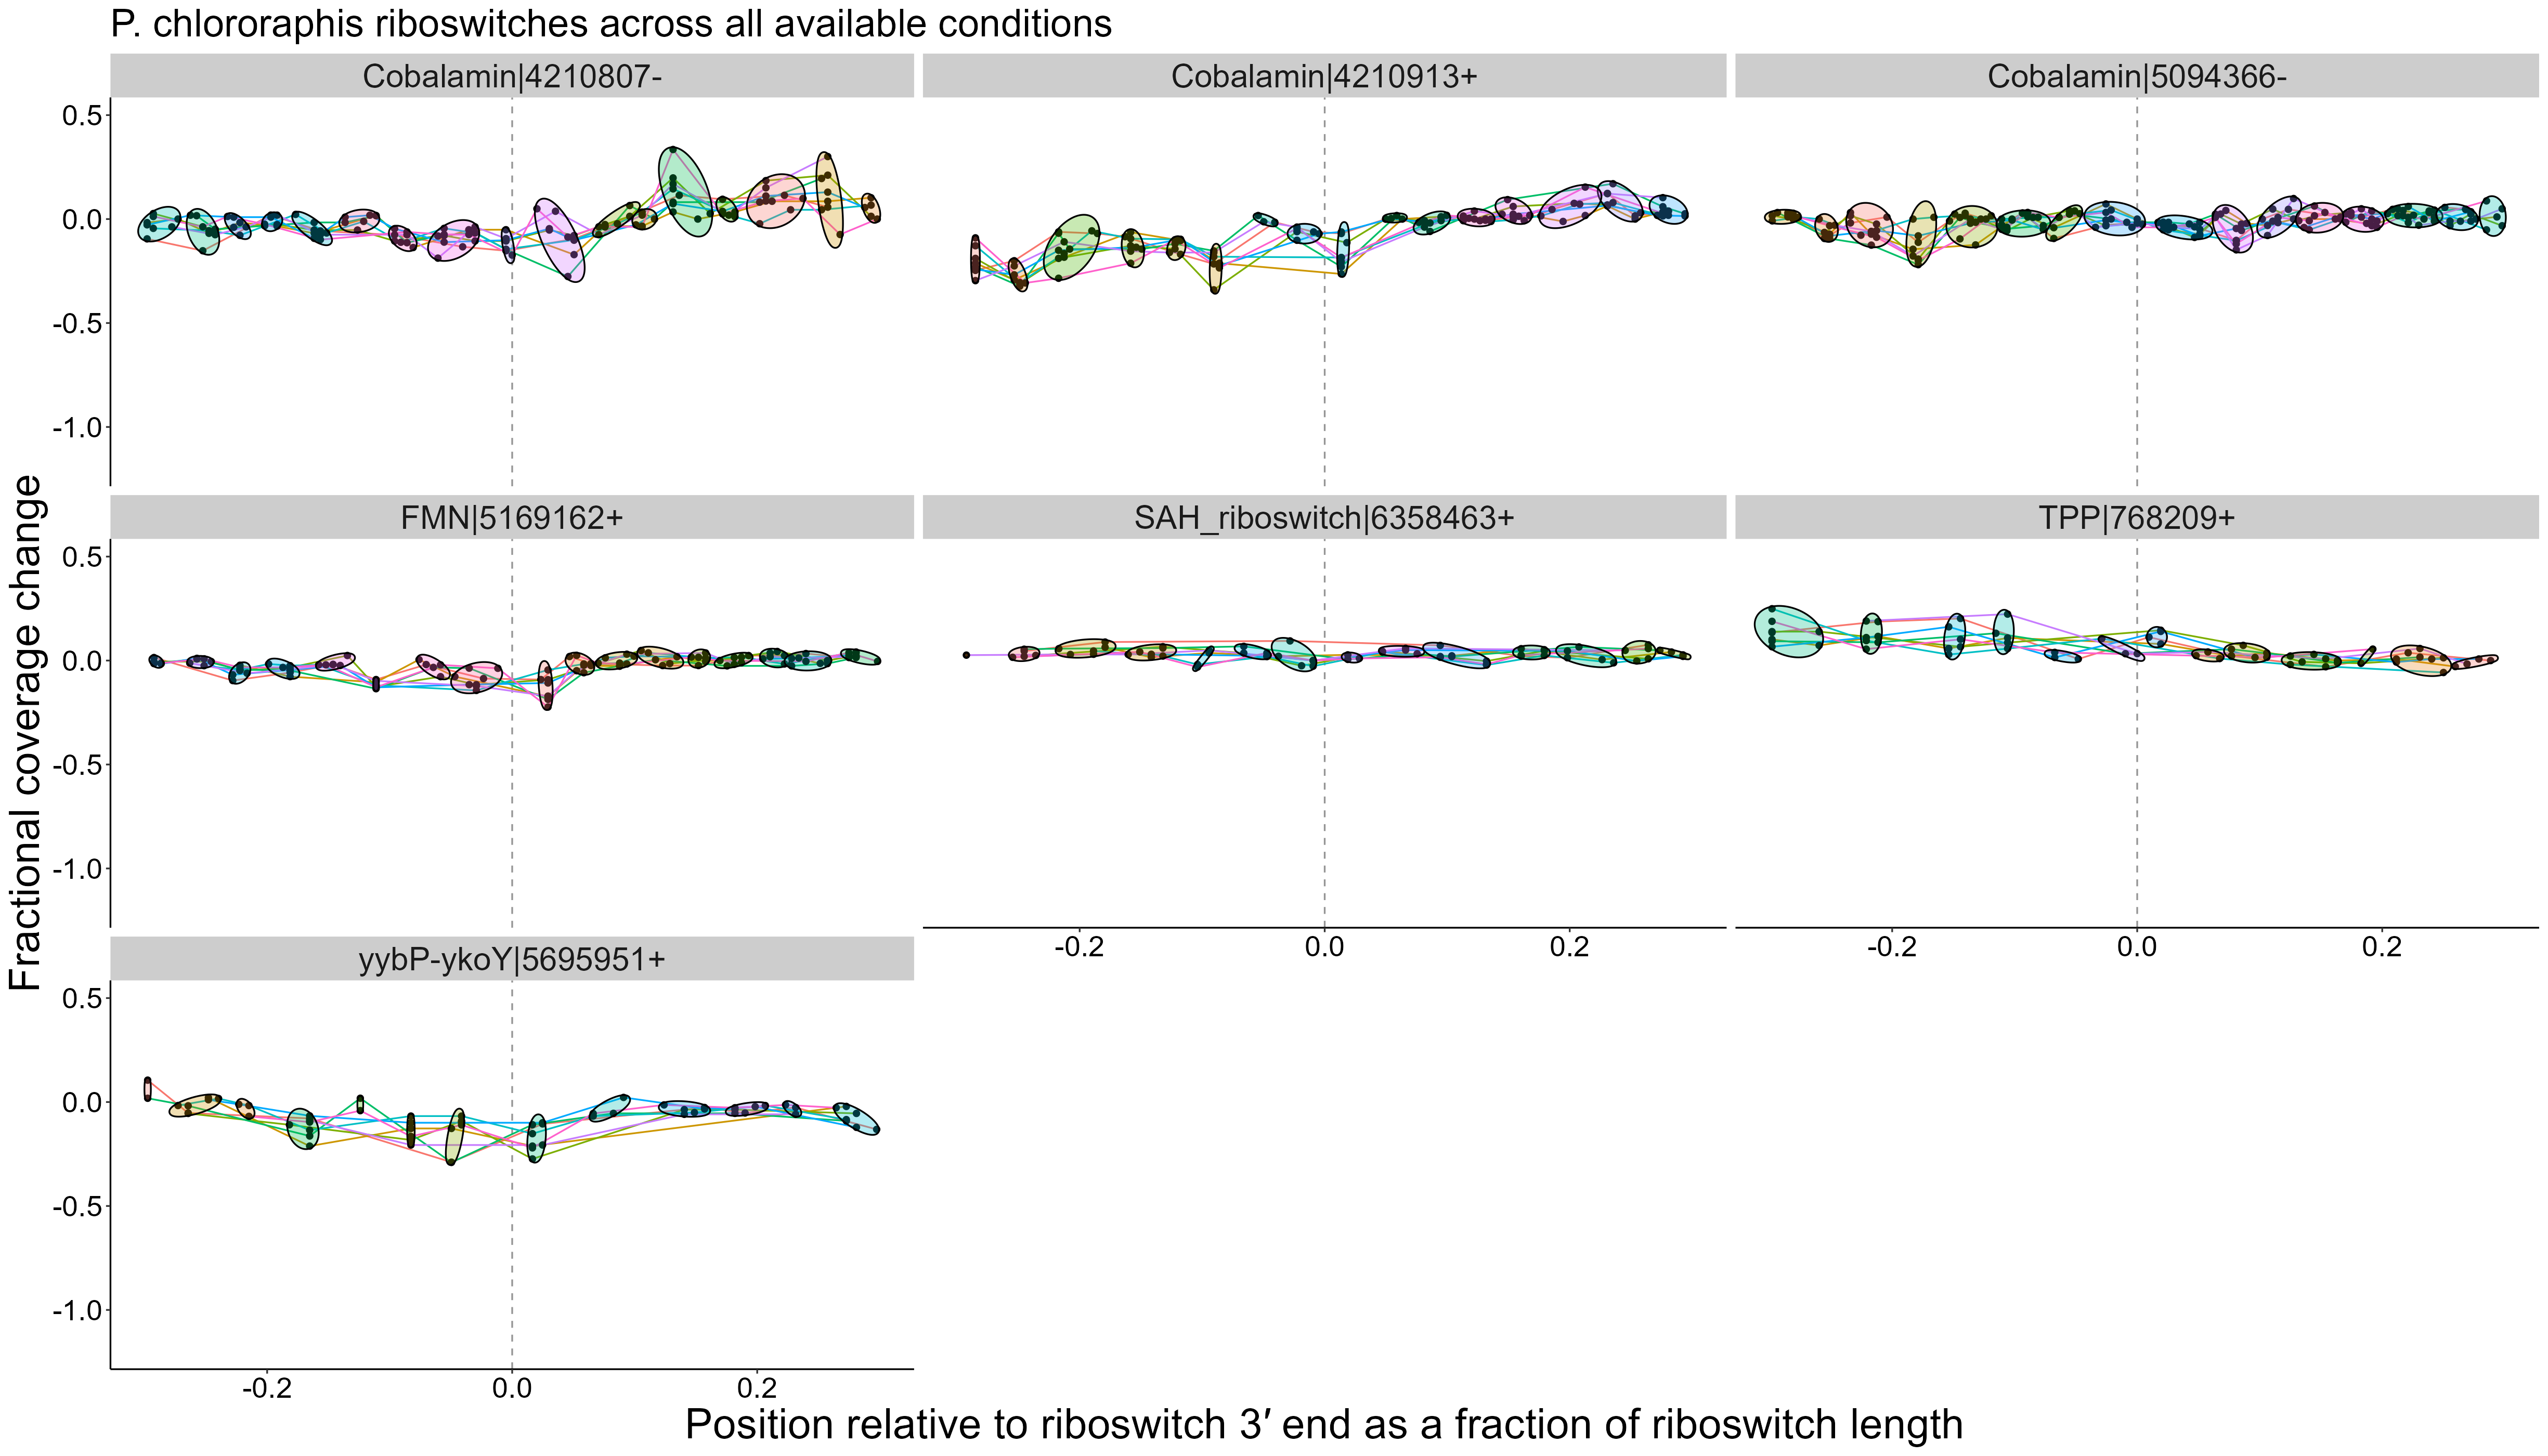 P. chlororaphis riboswitches across all available conditions
Cobalamin|4210807-
Cobalamin|4210913+
Cobalamin|5094366-
0.5
0.0
-0.5
-1.0
FMN|5169162+
SAH_riboswitch|6358463+
TPP|768209+
0.5
0.0
-0.5
-1.0
-0.2
0.0
0.2
-0.2
0.0
0.2
yybP-ykoY|5695951+
0.5
0.0
-0.5
-1.0
-0.2
0.0
0.2
Fractional coverage change
Position relative to riboswitch 3′ end as a fraction of riboswitch length